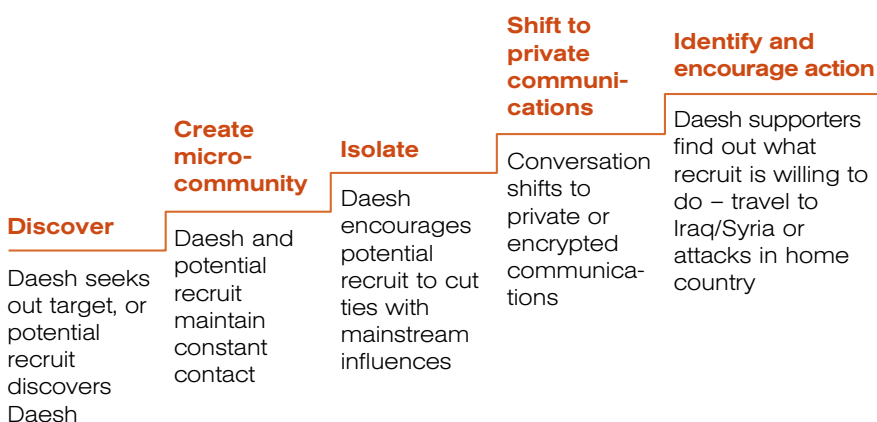 Discover
Daesh seeks
out target, or
potential
recruit
discovers
Daesh
Create
micro-
community
Daesh and
potential
recruit
maintain
constant
contact
Isolate
Daesh
encourages
potential
recruit to cut
ties with
mainstream
influences
Shift to
private
communi-
cations
Conversation
shifts to
private or
encrypted
communica-
tions
Identify and
encourage action
Daesh supporters
find out what
recruit is willing to
do – travel to
Iraq/Syria or
attacks in home
country